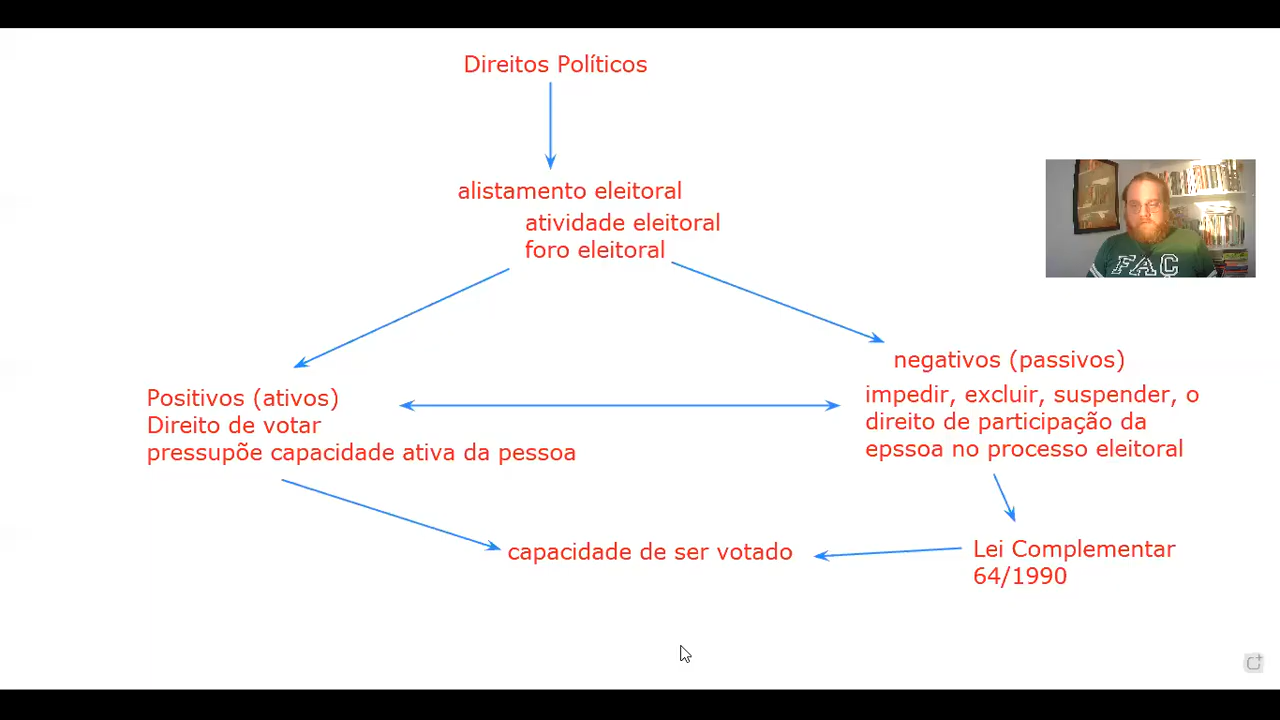 Direitos Políticos
alistamento eleitoral
atividade eleitoral
foro eleitoral
negativos (passivos)
impedir, excluir, suspender, o
direito de participação da
epssoa no processo eleitoral
Positivos (ativos)
Direito de votar
pressupõe capacidade ativa da pessoa
capacidade de ser votado
Lei Complementar
64/1990
FAC